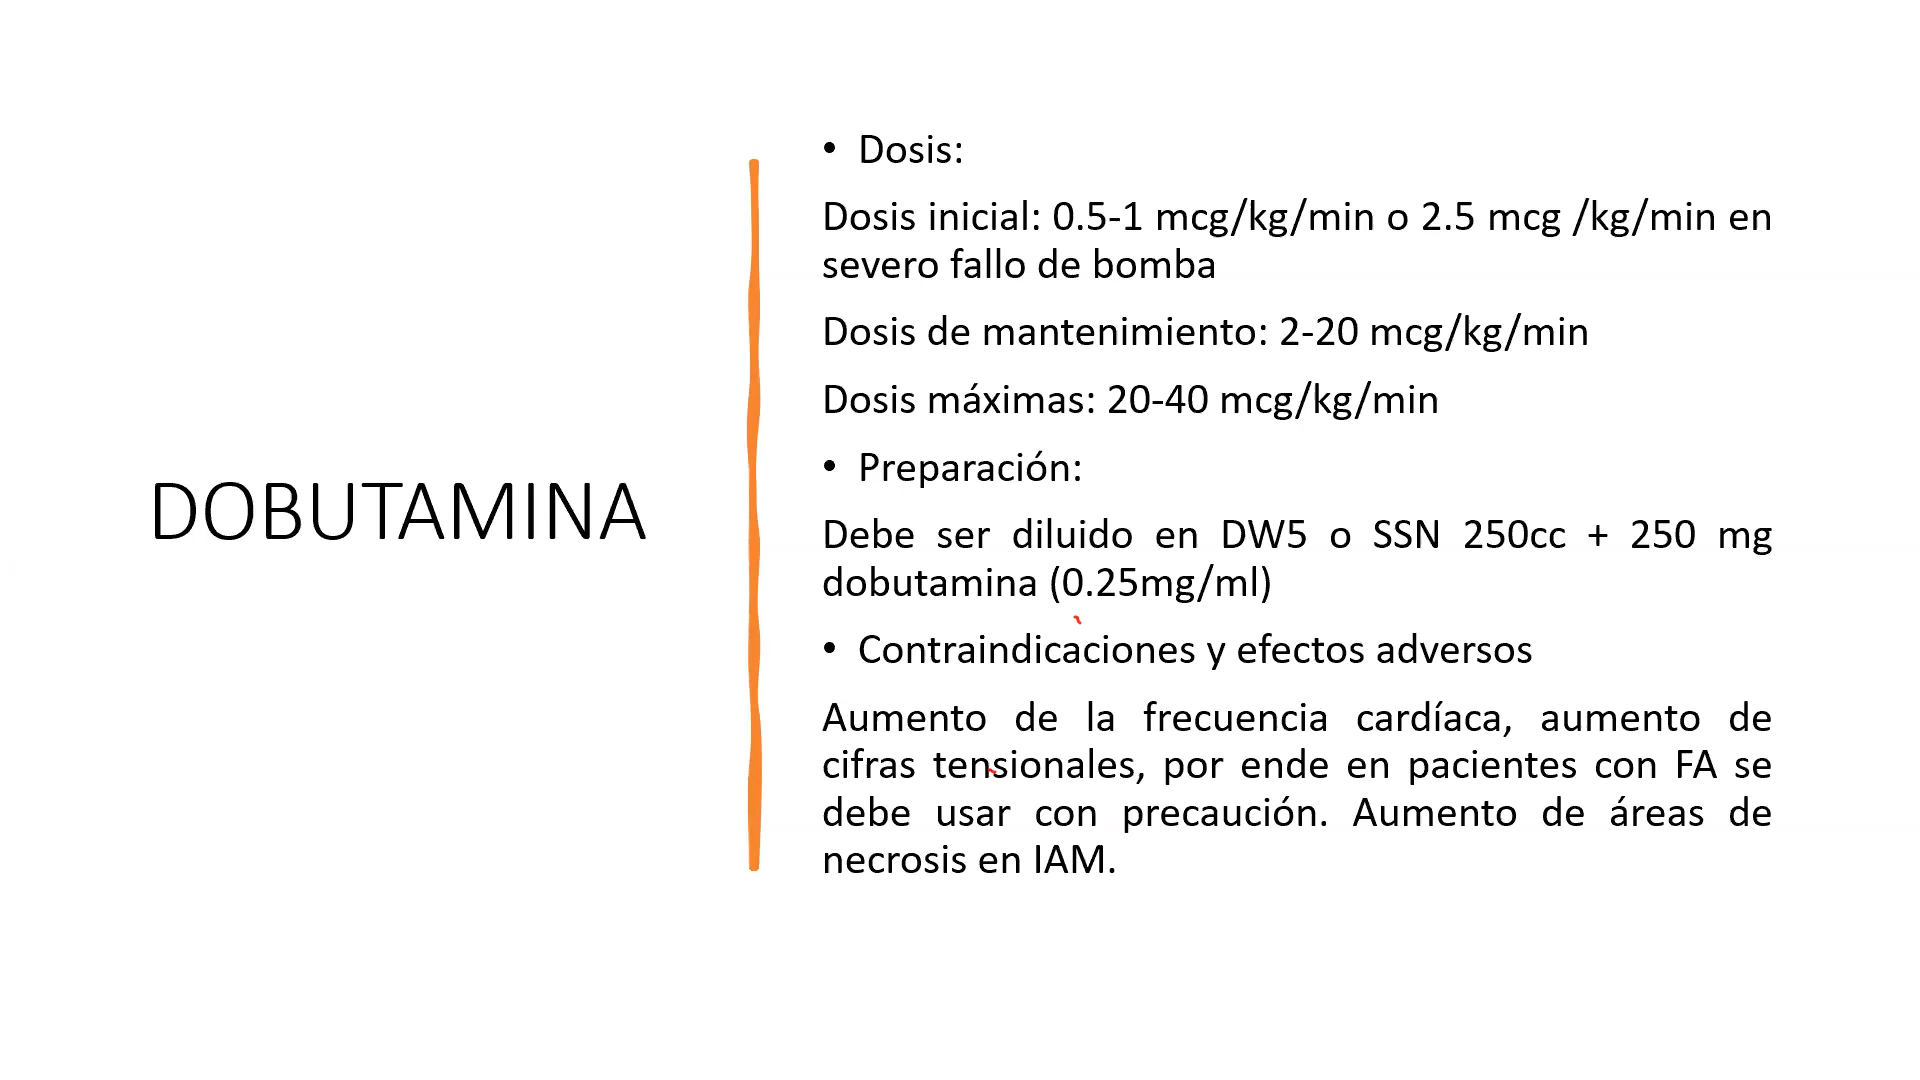 DOBUTAMINA
• Dosis:
Dosis inicial: 0.5-1 mcg/kg/min o 2.5 mcg /kg/min en
severo fallo de bomba
Dosis de mantenimiento: 2-20 mcg/kg/min
Dosis máximas: 20-40 mcg/kg/min
• Preparación:
Debe ser diluido en DW5 o SSN 250cc + 250 mg
dobutamina (0.25mg/ml)
• Contraindicaciones y efectos adversos
Aumento de la frecuencia cardíaca, aumento de
cifras tensionales, por ende en pacientes con FA se
debe usar con precaución. Aumento de áreas de
necrosis en IAM.